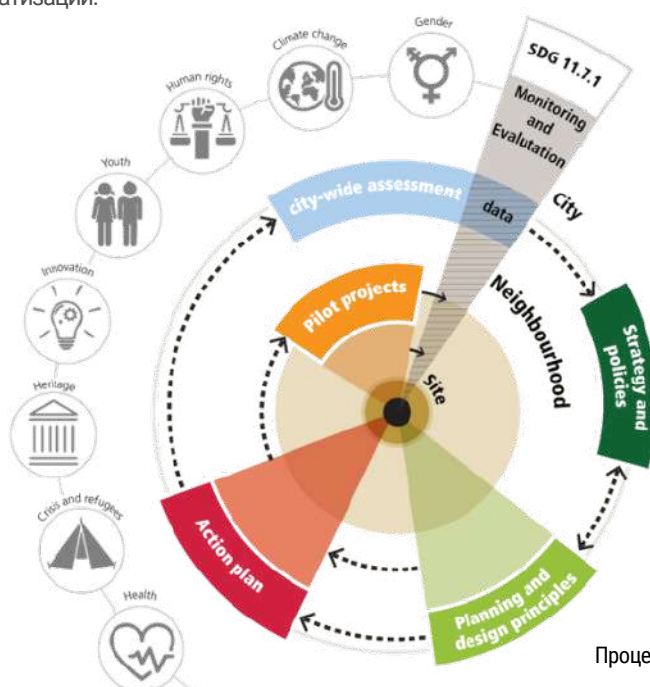 атизации.
Gender
Climate change
Human rights
Youth
Innovation
Heritage
Crisis and refugees
Health
SDG 11.7.1
Monitoring
and
Evalutation
city-wide assessment
data
City
Pilot projects
Neighbourhood
Site
Strategy and
policies
Action plan
Planning and
design principles
Проце